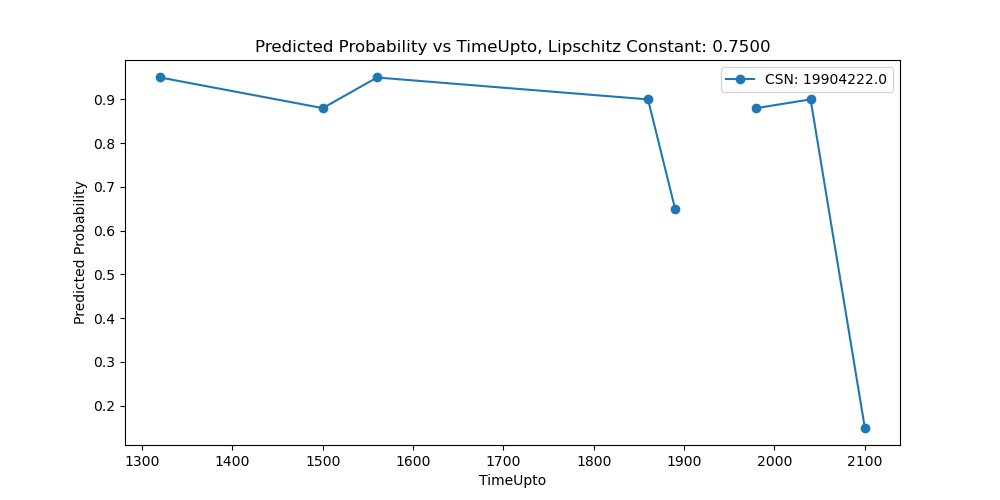 Predicted Probability vs TimeUpto, Lipschitz Constant: 0.7500
CSN: 19904222.0
Predicted Probability
0.9
0.8
0.7
0.6
0.5
0.4
0.3
0.2
1300 1400 1500 1600 1700 1800 1900 2000 2100
TimeUpto